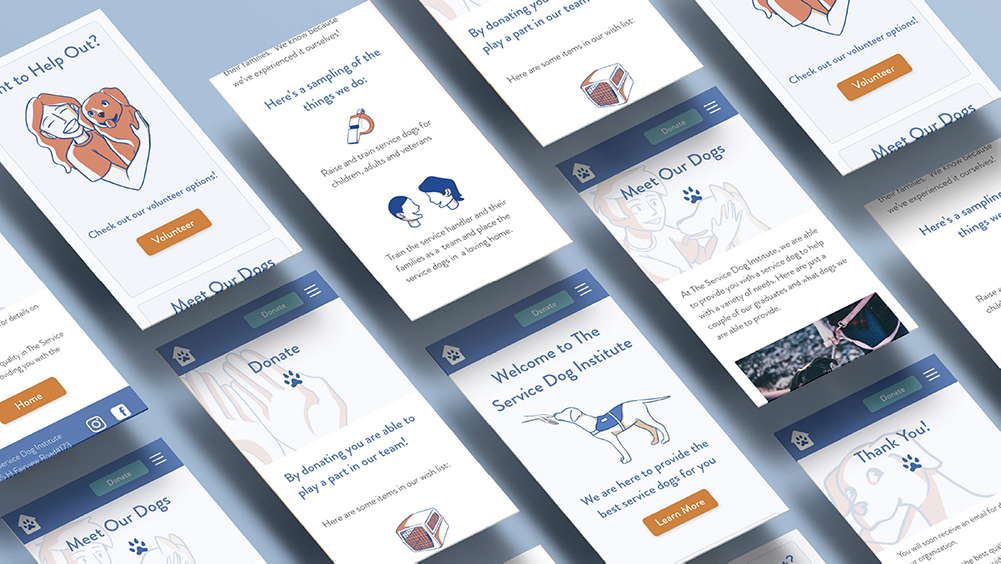 nt to Help Out?
Check out our volunteer options!
Volunteer
Meet Our Dogs
their families. We know because
we've experienced it ourselves!
Here's a sampling of the
things we do:
Raise and train service dogs for
children, adults and veterans
Train the service handler and their
families as a team and place the
service dogs in a loving home.
By donating you
play a part in our team!
Here are some items in our wish list:
Donate
Meet Our Dogs
At The Service Dog Institute, we are able
to provide you with a service dog to help
with a variety of needs. Here are just a
couple of our graduates and what dogs we
are able to provide.
Check out our volunteer options!
Volunteer
Meet Our Dogs
their families. We know because
we've experienced it ourselves!
Here's a sampling
things we
Raise
or details on
quality in The Service
viding you with the
Home
Service Dog Institute
Donate
Meet Our Dogs
Donate
Donate
By donating you are able to
play a part in our team!
Here are some items in our wish list:
Donate
Welcome to The
Service Dog Institute
We are here to provide the
best service dogs for you
Learn More
Donate
Thank You!
You will soon receive an email for d
our organization.
the best qual